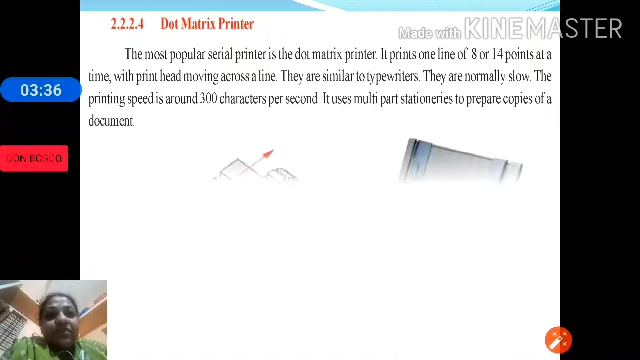 2.2.2.4 Dot Matrix Printer
Made with KINEMASTER
The most popular serial printer is the dot matrix printer. It prints one line of 8 or 14 points at a
time, with print head moving across a line. They are similar to typewriters. They are normally slow. The
03:36
printing speed is around 300 characters per second. It uses multi part stationeries to prepare copies of a
document.
DON BOSCO